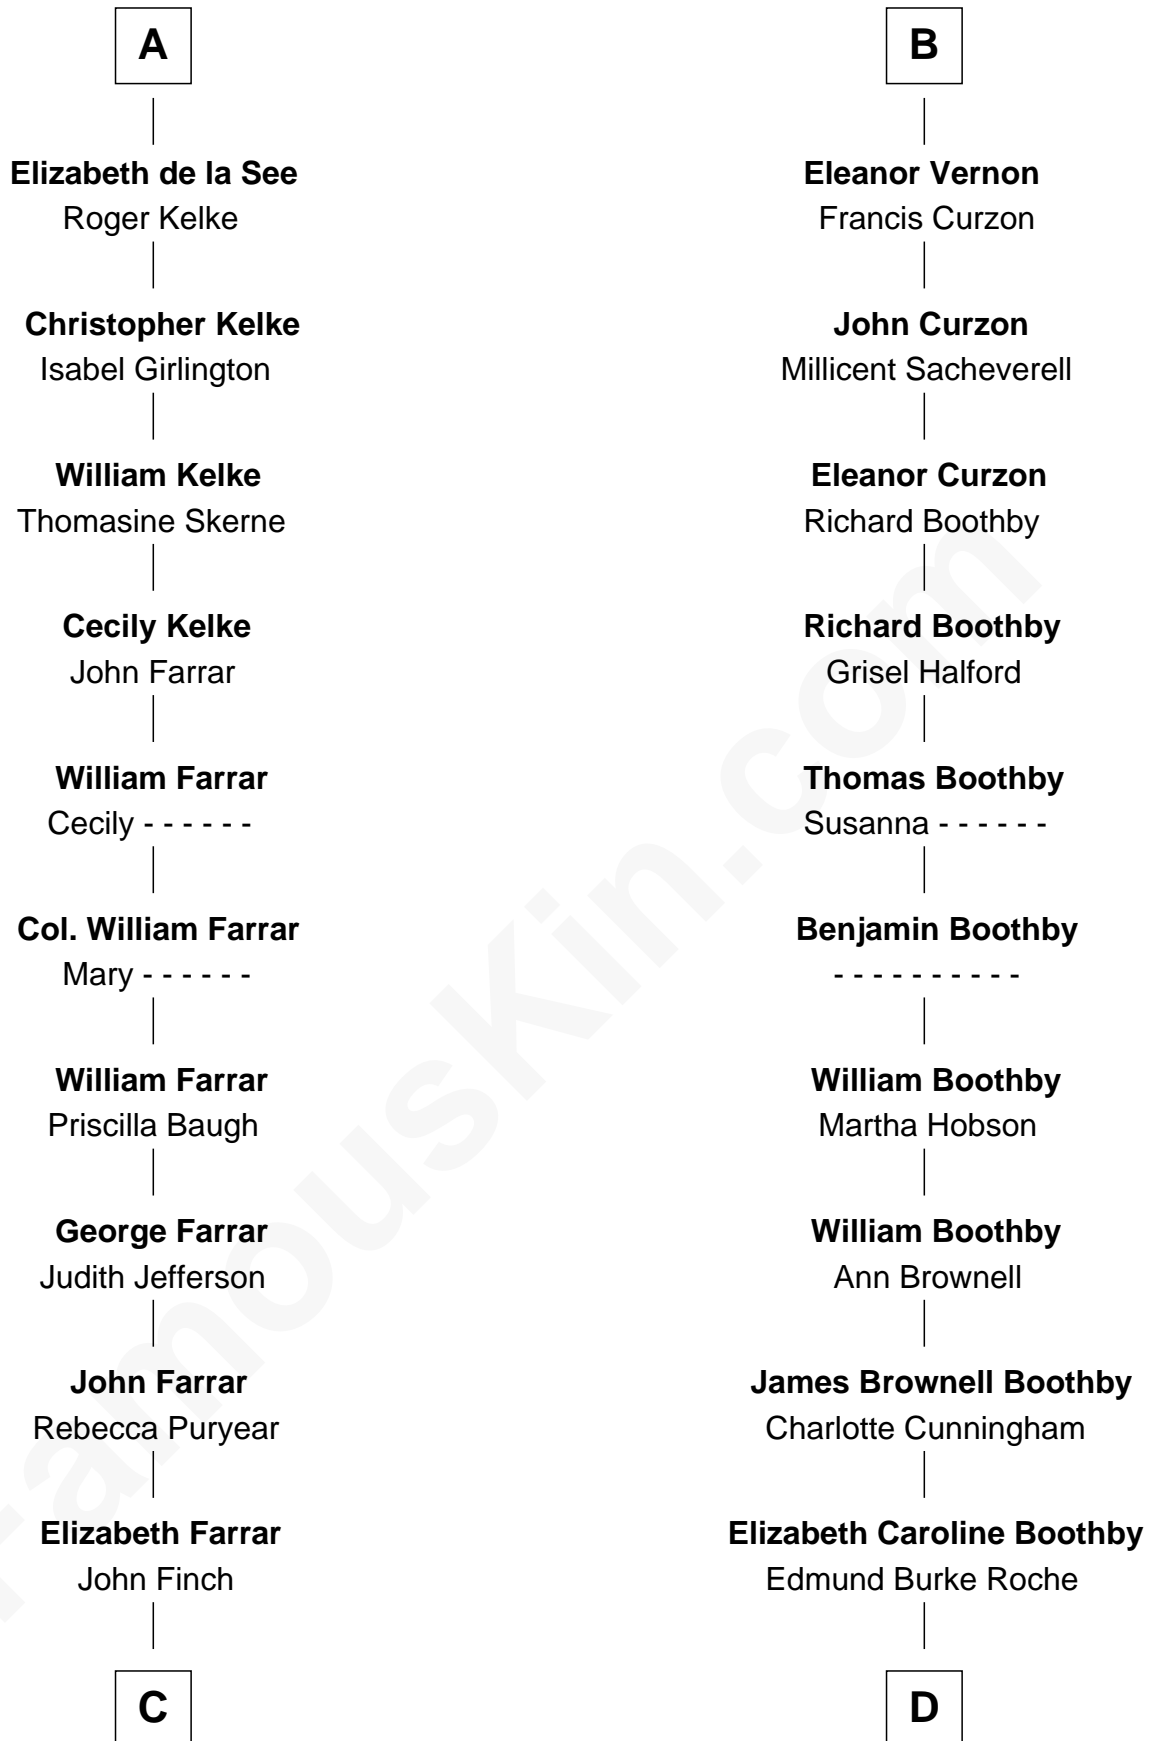 A
Elizabeth de la See
Roger Kelke
Christopher Kelke
Isabel Girlington
William Kelke
Thomasine Skerne
Cecily Kelke
John Farrar
William Farrar
Cecily - - - - - -
Col. William Farrar
Mary - - - - - -
William Farrar
Priscilla Baugh
George Farrar
Judith Jefferson
John Farrar
Rebecca Puryear
Elizabeth Farrar
John Finch
C
B
Eleanor Vernon
Francis Curzon
John Curzon
Millicent Sacheverell
Eleanor Curzon
Richard Boothby
Richard Boothby
Grisel Halford
Thomas Boothby
Susanna - - - - - -
Benjamin Boothby
- - - - - - - - - -
William Boothby
Martha Hobson
William Boothby
Ann Brownell
James Brownell Boothby
Charlotte Cunningham
Elizabeth Caroline Boothby
Edmund Burke Roche
D
FamousKin.com